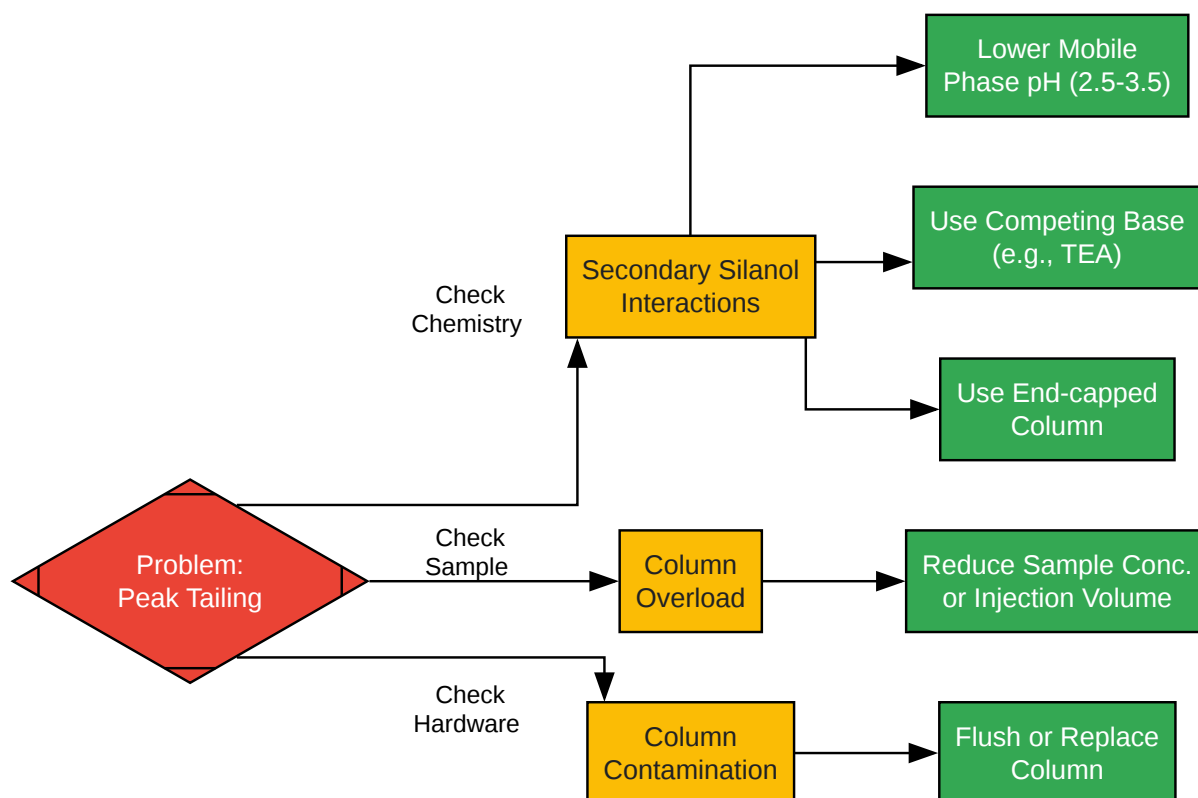 Lower Mobile
Phase pH (2.5-3.5)
Use Competing Base
(e.g., TEA)
Secondary Silanol
Interactions
Check
Chemistry
Use End-capped
Column
Problem:
Peak Tailing
Check
Sample
Column
Overload
Reduce Sample Conc.
or Injection Volume
Check
Hardware
Column
Contamination
Flush or Replace
Column